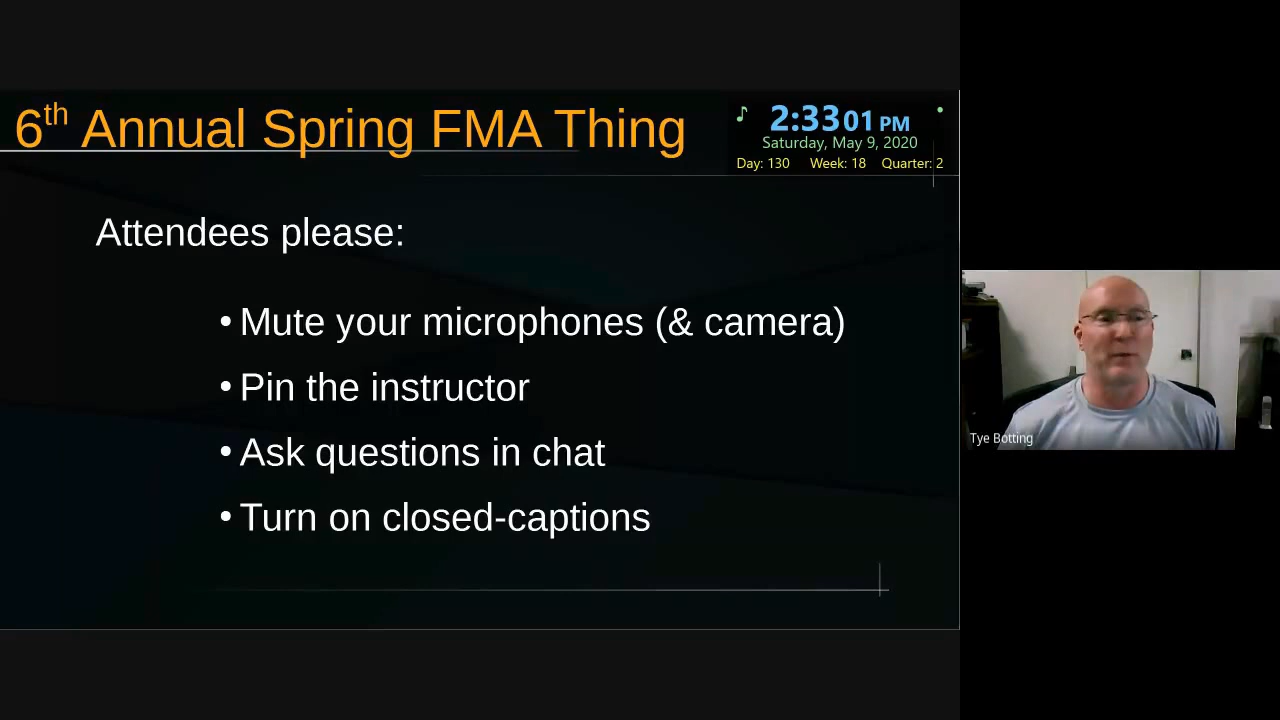 6th Annual Spring FMA Thing
2:33 01 PM
Saturday, May 9, 2020
Day: 130 Week: 18 Quarter: 2
Attendees please:
• Mute your microphones (& camera)
• Pin the instructor
• Ask questions in chat
• Turn on closed-captions
Tye Botting